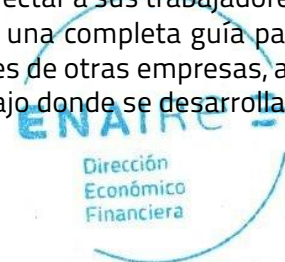 ectar a sus trabajadore
una completa guía pa
es de otras empresas, a
ajo donde se desarrolla
ENAIRe
Dirección
Económico
Financiera